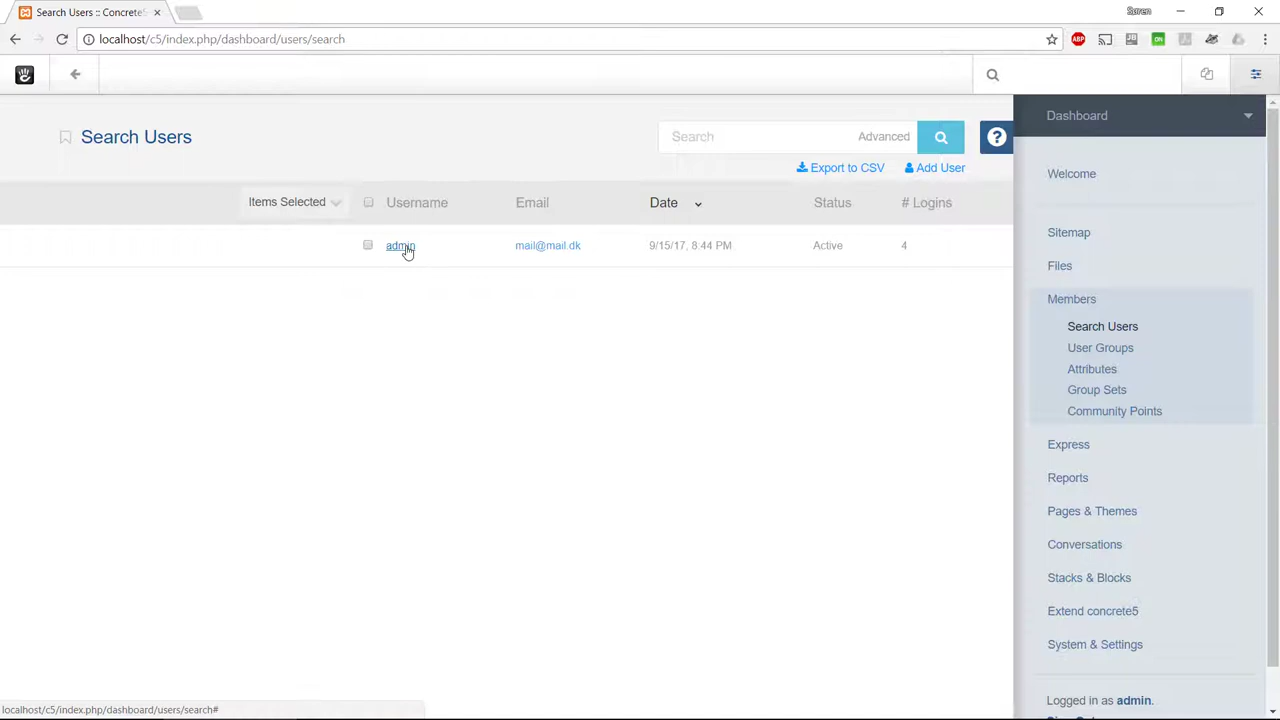 Search Users :: Concrete5
Søren
localhost/c5/index.php/dashboard/users/search
ABP
Dashboard
Search Users
Search
Advanced
?
Export to CSV
Add User
Welcome
Items Selected
Username
Email
Date
Status
# Logins
admin
mail@mail.dk
9/15/17, 8:44 PM
Active
4
Sitemap
Files
Members
Search Users
User Groups
Attributes
Group Sets
Community Points
Express
Reports
Pages & Themes
Conversations
Stacks & Blocks
Extend concrete5
System & Settings
Logged in as admin.
localhost/c5/index.php/dashboard/users/search#